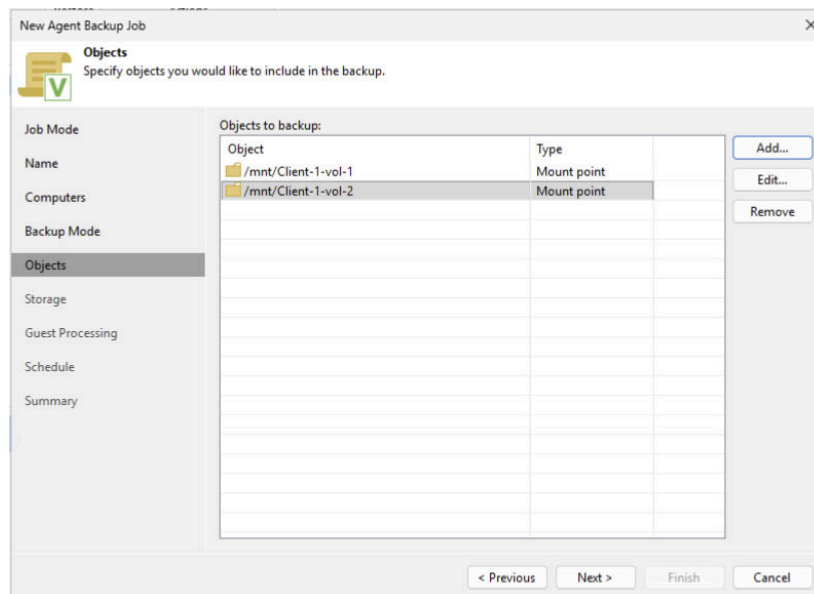 New Agent Backup Job
Objects
Specify objects you would like to include in the backup.
Job Mode
Name
Computers
Backup Mode
Objects
Storage
Guest Processing
Schedule
Summary
Objects to backup:
Object Type
/mnt/Client-1-vol-1 Mount point
/mnt/Client-1-vol-2 Mount point
Add...
Edit...
Remove
< Previous Next > Finish Cancel